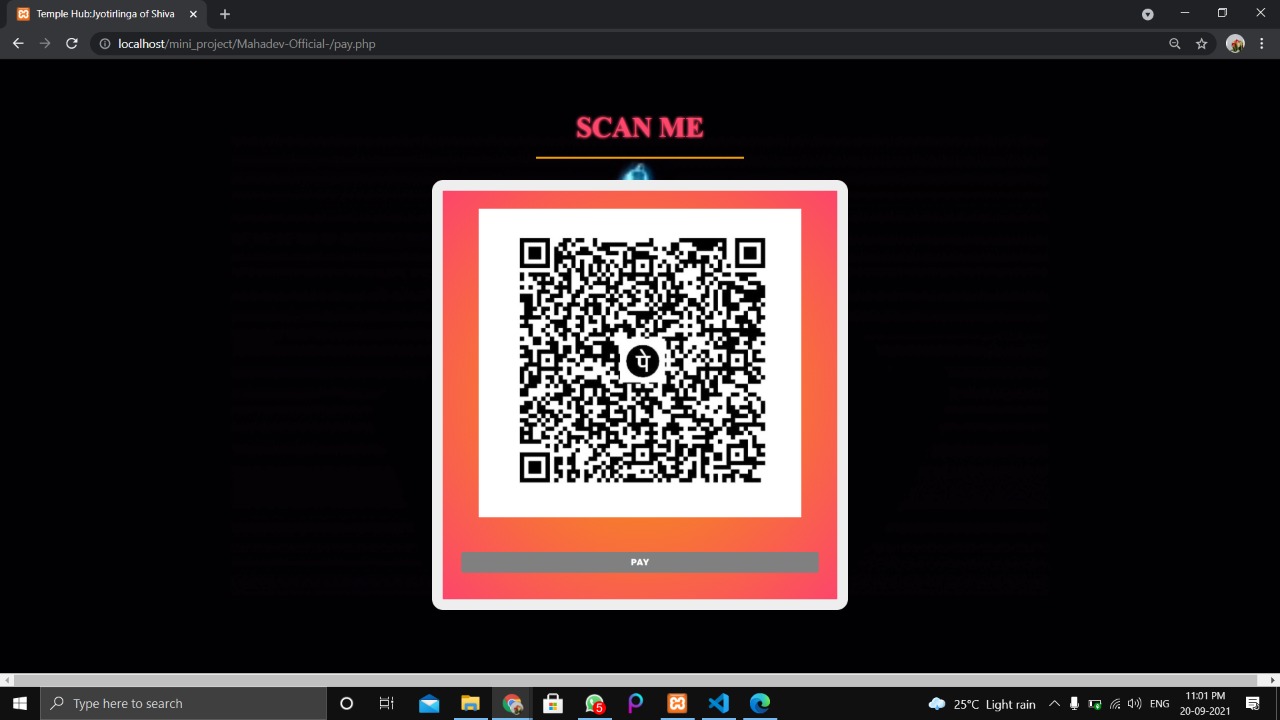 Temple Hub:Jyotirlinga of Shiva
localhost/mini_project/Mahadev-Official-/pay.php
SCAN ME
पे
PAY
Type here to search
5
25°C Light rain
ENG
11:01 PM
20-09-2021